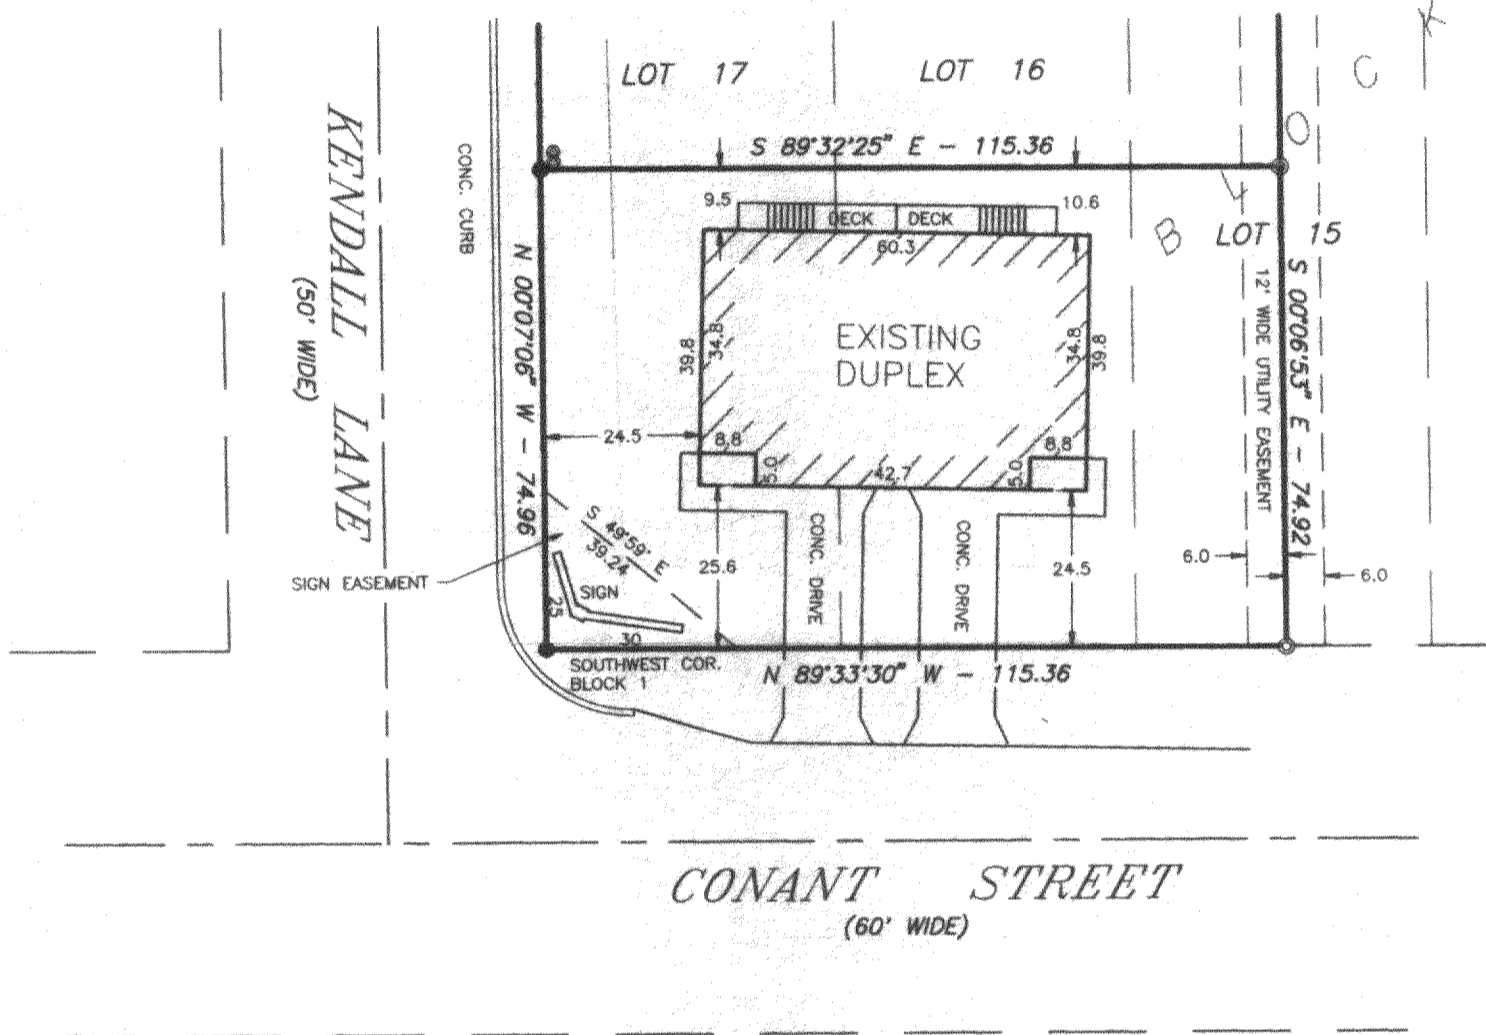 LOT 17
LOT 16
K
C
O
L
B
S 89°32'25" E - 115.36
KENDALL LANE
(50' WIDE)
CONC. CURB
9.5
DECK
DECK
10.6
60.3
LOT 15
N 00°07'06" W - 74.96
S 00°06'53" E - 74.92
12' WIDE UTILITY EASEMENT
39.8
34.8
EXISTING
DUPLEX
34.8
39.8
24.5
8.8
5.0
42.7
5.0
8.8
S 49°59' E
39.24
SIGN EASEMENT
SIGN
25
30
25.6
CONC. DRIVE
CONC. DRIVE
24.5
6.0
6.0
SOUTHWEST COR.
BLOCK 1
N 89°33'30" W - 115.36
CONANT STREET
(60' WIDE)